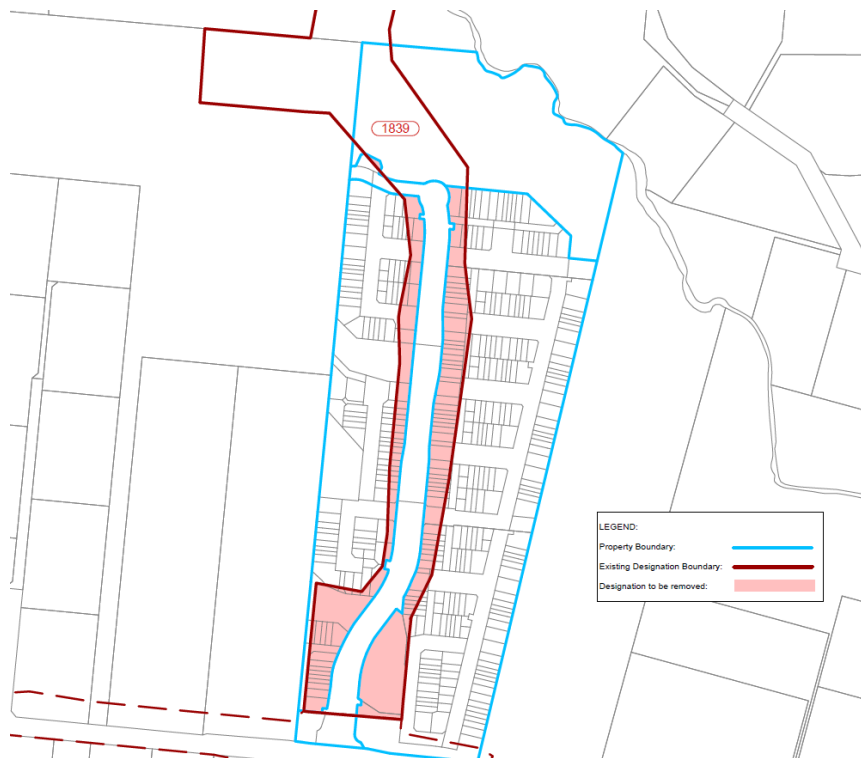 1839
LEGEND:
Property Boundary:
Existing Designation Boundary:
Designation to be removed: